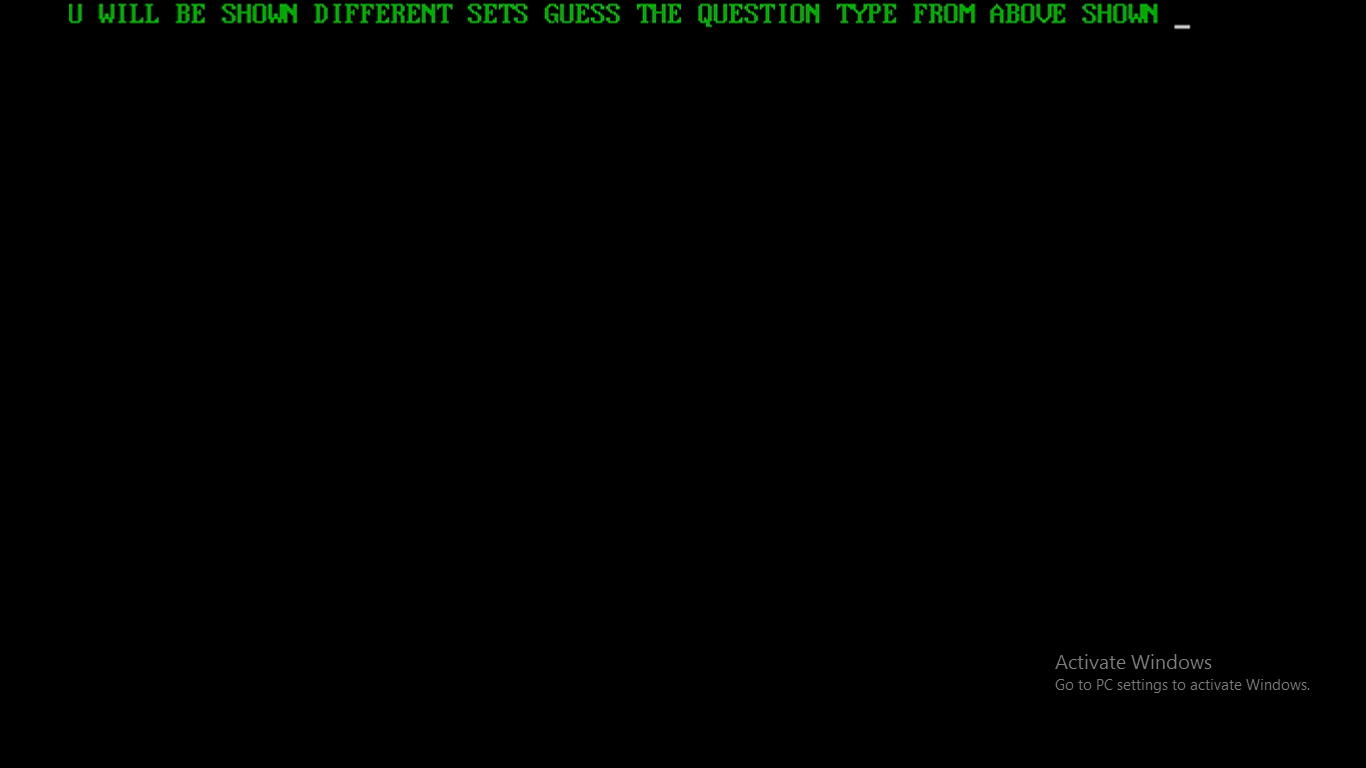 U WILL BE SHOWN DIFFERENT SETS GUESS THE QUESTION TYPE FROM ABOVE SHOWN _
Activate Windows
Go to PC settings to activate Windows.